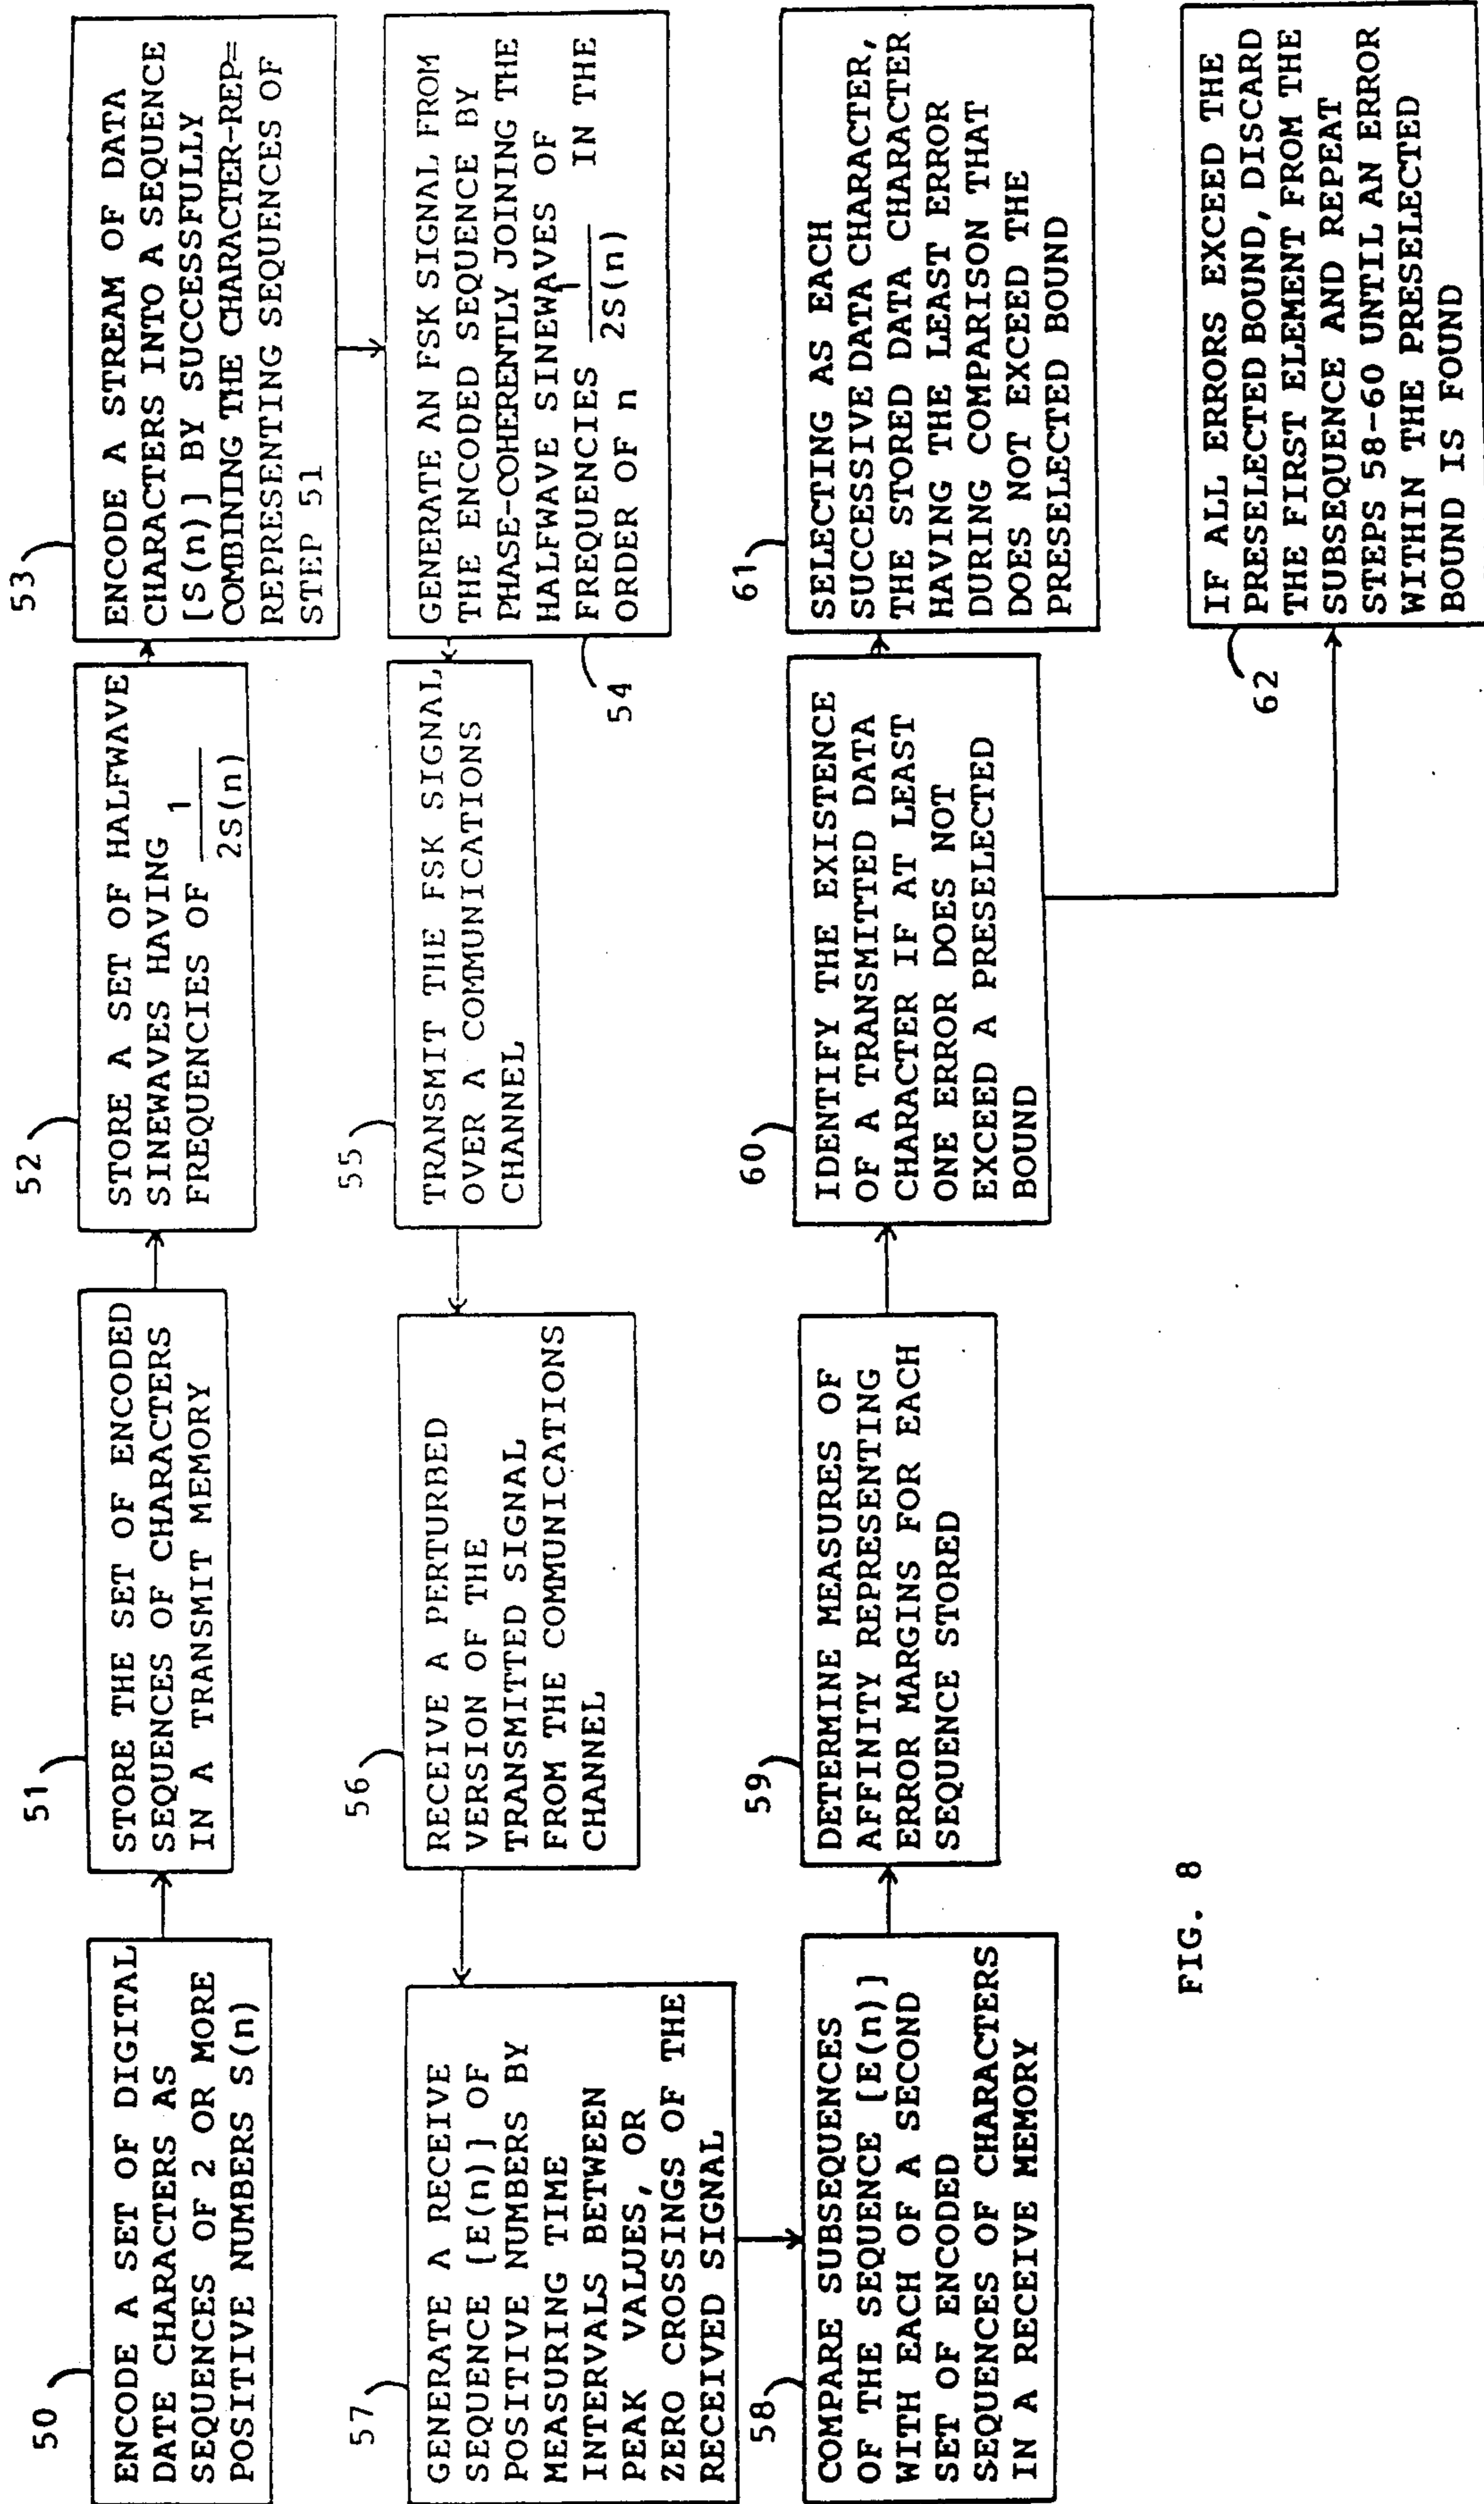 50
ENCODE A SET OF DIGITAL
DATE CHARACTERS AS
SEQUENCES OF 2 OR MORE
POSITIVE NUMBERS S(n)
51
STORE THE SET OF ENCODED
SEQUENCES OF CHARACTERS
IN A TRANSMIT MEMORY
52
STORE A SET OF HALFWAVE
SINEWAVES HAVING
FREQUENCIES OF 1
2S(n)
53
ENCODE A STREAM OF DATA
CHARACTERS INTO A SEQUENCE
[S(n)] BY SUCCESSFULLY
COMBINING THE CHARACTER-REP=
REPRESENTING SEQUENCES OF
STEP 51
GENERATE AN FSK SIGNAL FROM
THE ENCODED SEQUENCE BY
PHASE-COHERENTLY JOINING THE
HALFWAVE SINEWAVES OF
FREQUENCIES 1 IN THE
2S(n)
ORDER OF n
54
55
TRANSMIT THE FSK SIGNAL
OVER A COMMUNICATIONS
CHANNEL
56
RECEIVE A PERTURBED
VERSION OF THE
TRANSMITTED SIGNAL
FROM THE COMMUNICATIONS
CHANNEL
57
GENERATE A RECEIVE
SEQUENCE [E(n)] OF
POSITIVE NUMBERS BY
MEASURING TIME
INTERVALS BETWEEN
PEAK VALUES, OR
ZERO CROSSINGS OF THE
RECEIVED SIGNAL
58
COMPARE SUBSEQUENCES
OF THE SEQUENCE [E(n)]
WITH EACH OF A SECOND
SET OF ENCODED
SEQUENCES OF CHARACTERS
IN A RECEIVE MEMORY
59
DETERMINE MEASURES OF
AFFINITY REPRESENTING
ERROR MARGINS FOR EACH
SEQUENCE STORED
60
IDENTIFY THE EXISTENCE
OF A TRANSMITTED DATA
CHARACTER IF AT LEAST
ONE ERROR DOES NOT
EXCEED A PRESELECTED
BOUND
61
SELECTING AS EACH
SUCCESSIVE DATA CHARACTER,
THE STORED DATA CHARACTER
HAVING THE LEAST ERROR
DURING COMPARISON THAT
DOES NOT EXCEED THE
PRESELECTED BOUND
62
IF ALL ERRORS EXCEED THE
PRESELECTED BOUND, DISCARD
THE FIRST ELEMENT FROM THE
SUBSEQUENCE AND REPEAT
STEPS 58-60 UNTIL AN ERROR
WITHIN THE PRESELECTED
BOUND IS FOUND
FIG. 8